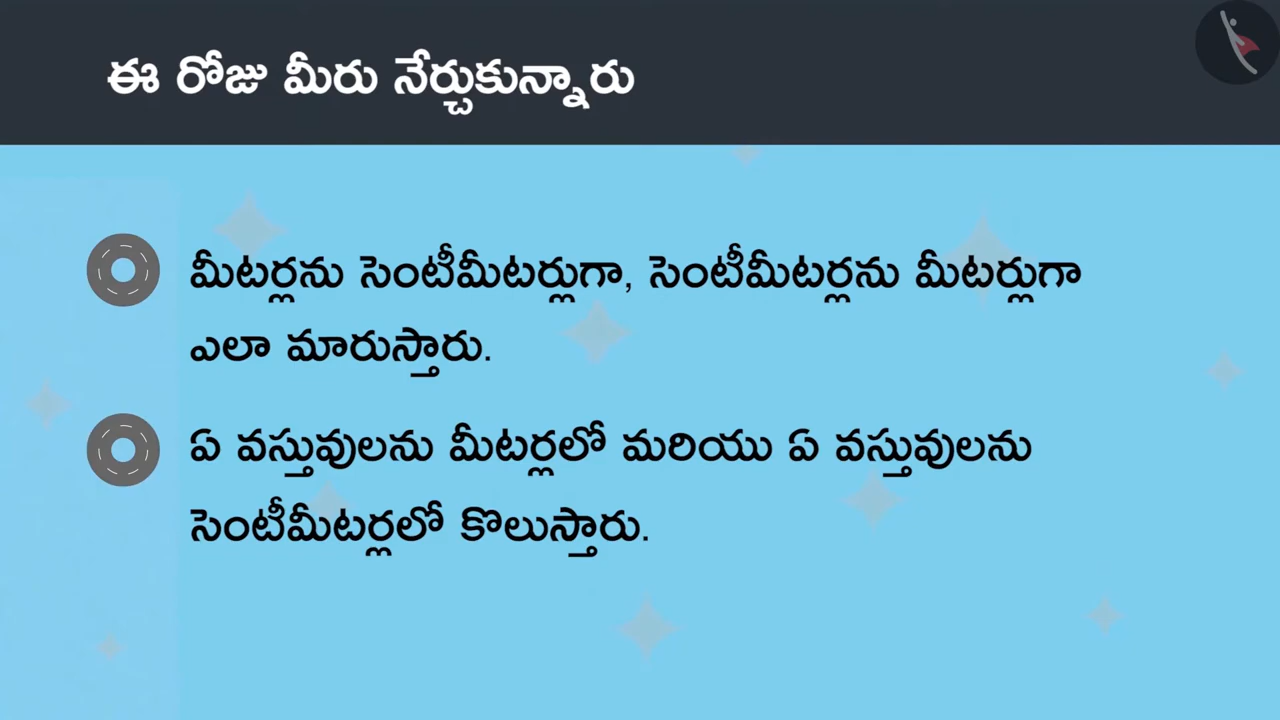 ఈ రోజు మీరు నేర్చుకున్నారు
మీటర్లను సెంటీమీటర్లుగా, సెంటీమీటర్లను మీటర్లుగా
ఎలా మారుస్తారు.
ఏ వస్తువులను మీటర్లలో మరియు ఏ వస్తువులను
సెంటీమీటర్లలో కొలుస్తారు.